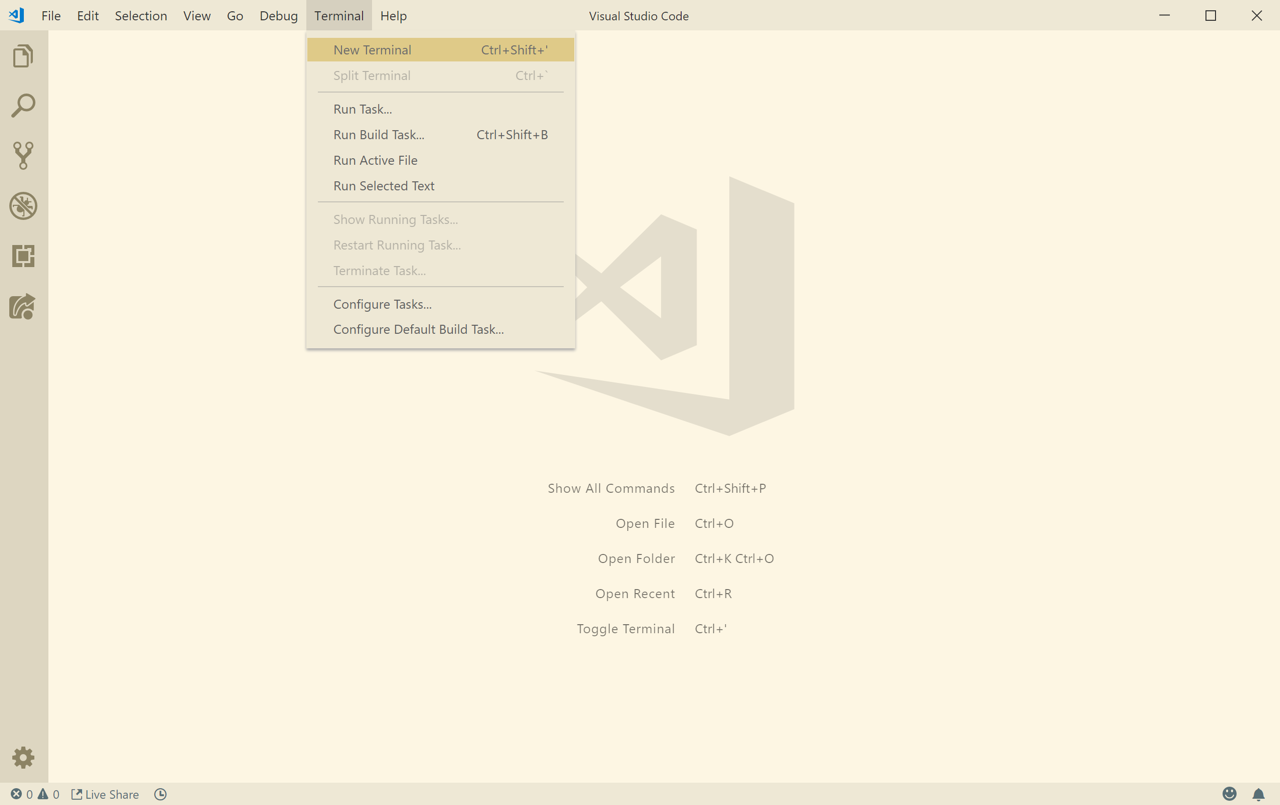 File Edit Selection View Go Debug Terminal Help Visual Studio Code
New Terminal Ctrl+Shift+'
Split Terminal Ctrl+`
Run Task...
Run Build Task... Ctrl+Shift+B
Run Active File
Run Selected Text
Show Running Tasks...
Restart Running Task...
Terminate Task...
Configure Tasks...
Configure Default Build Task...
Show All Commands Ctrl+Shift+P
Open File Ctrl+O
Open Folder Ctrl+K Ctrl+O
Open Recent Ctrl+R
Toggle Terminal Ctrl+'
0 0 Live Share